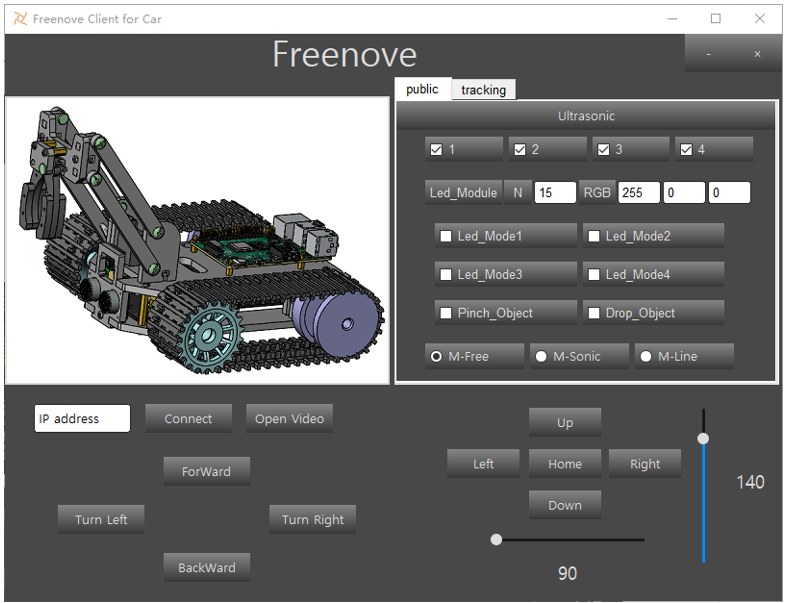 Freenove Client for Car
Freenove
- x
public tracking
Ultrasonic
1 2 3 4
Led_Module N 15 RGB 255 0 0
Led_Mode1 Led_Mode2
Led_Mode3 Led_Mode4
Pinch_Object Drop_Object
M-Free M-Sonic M-Line
IP address Connect Open Video
ForWard
Turn Left Turn Right
BackWard
Up
Left Home Right
Down
140
90